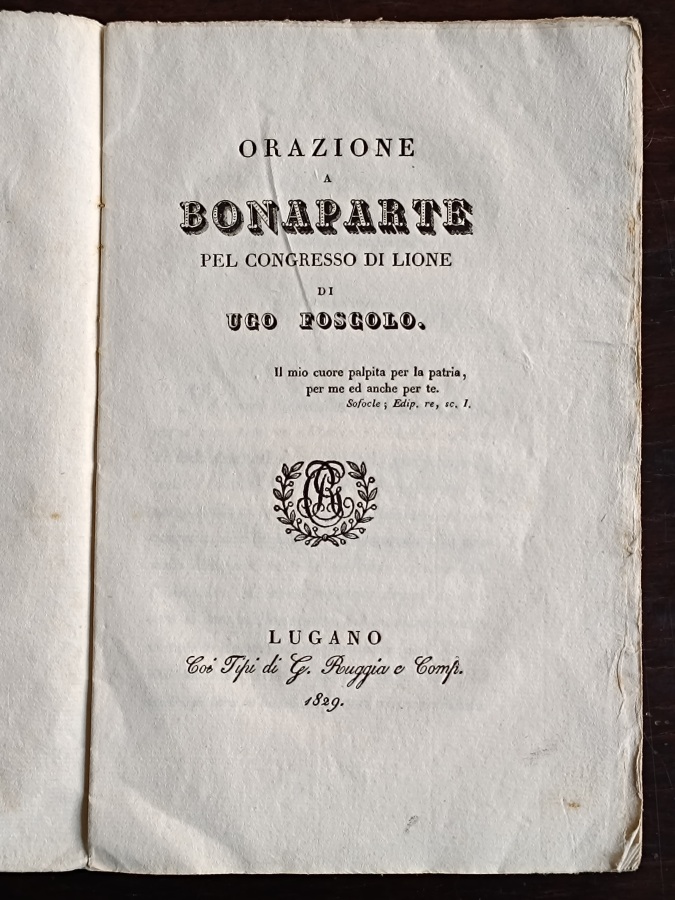 ORAZIONE
A
BONAPARTE
PEL CONGRESSO DI LIONE
DI
UGO FOSCOLO.
Il mio cuore palpita per la patria,
per me ed anche per te.
Sofocle ; Edip. re, sc. I.
LUGANO
Coi Tipi di G. Ruggia e Comp.
1829.